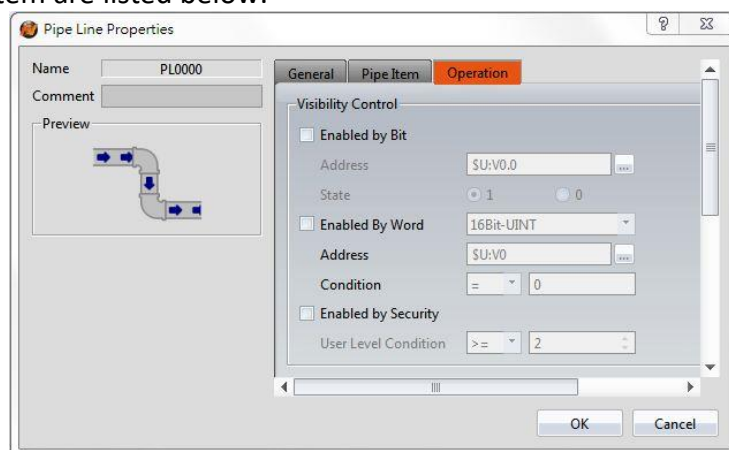 tem are listed below:
Pipe Line Properties
Name PL0000
Comment
Preview
General Pipe Item Operation
Visibility Control
Enabled by Bit
Address $U:V0.0 ...
State 1 0
Enabled By Word 16Bit-UINT
Address $U:V0 ...
Condition = 0
Enabled by Security
User Level Condition >= 2
OK Cancel